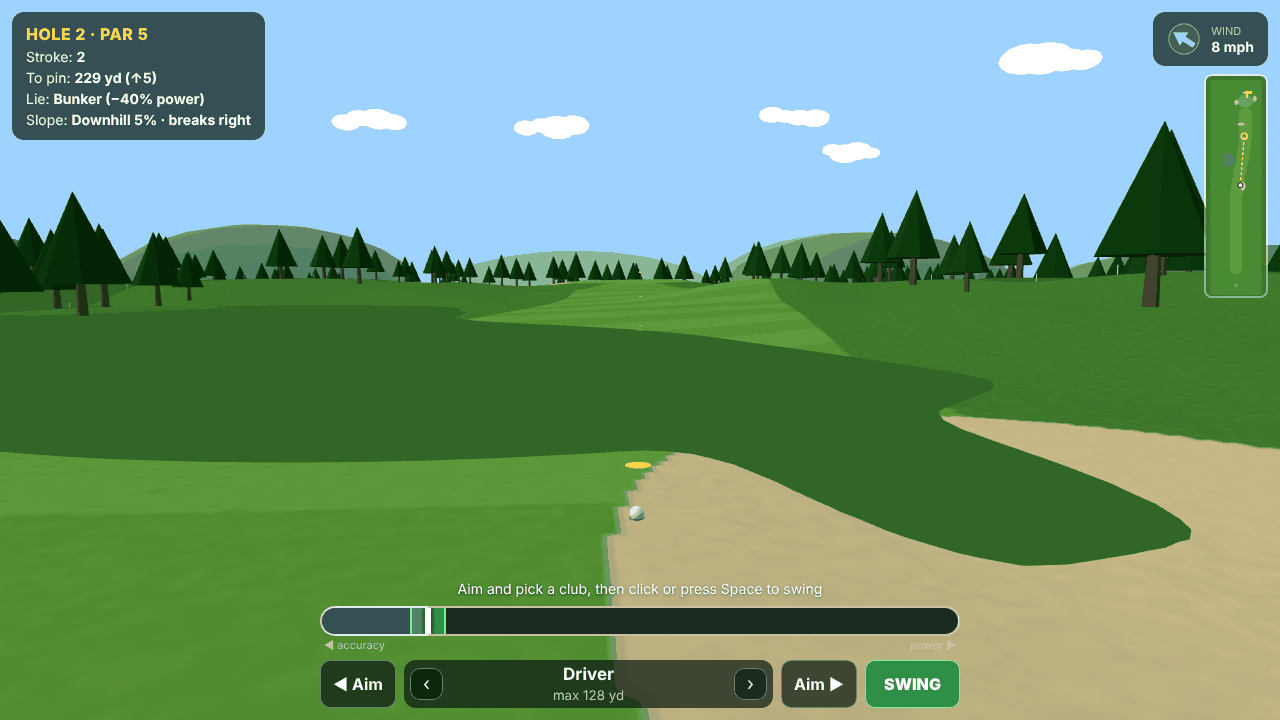 HOLE 2 · PAR 5
Stroke: 2
To pin: 229 yd (↑5)
Lie: Bunker (−40% power)
Slope: Downhill 5% · breaks right
WIND
8 mph
Aim and pick a club, then click or press Space to swing
◀ accuracy
power ▶
◀ Aim
‹
Driver
max 128 yd
›
Aim ▶
SWING